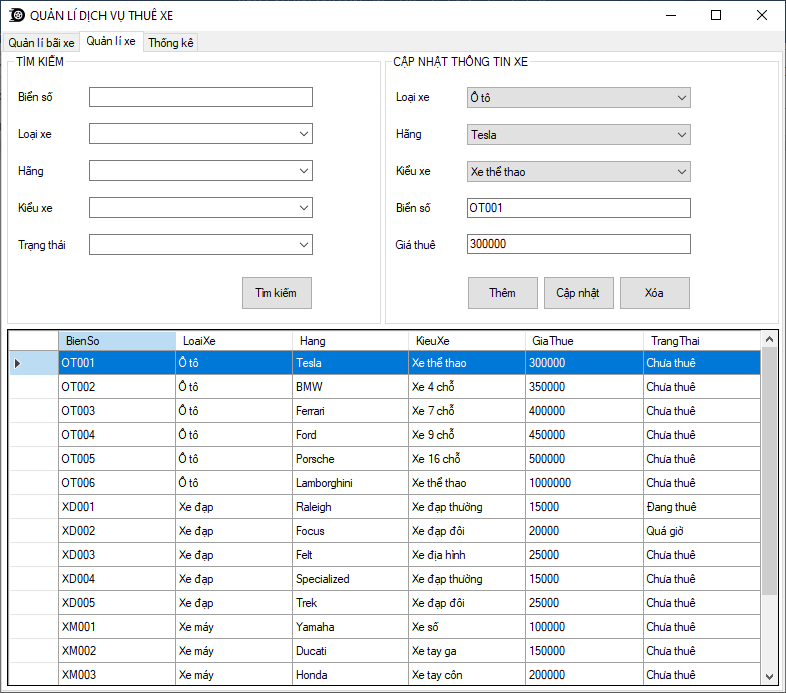 QUẢN LÍ DỊCH VỤ THUÊ XE
Quản lí bãi xe Quản lí xe Thống kê
TÌM KIẾM
Biển số
Loại xe
Hãng
Kiểu xe
Trạng thái
Tìm kiếm
CẬP NHẬT THÔNG TIN XE
Loại xe Ô tô
Hãng Tesla
Kiểu xe Xe thể thao
Biển số OT001
Giá thuê 300000
Thêm Cập nhật Xóa
BienSo LoaiXe Hang KieuXe GiaThue TrangThai
OT001 Ô tô Tesla Xe thể thao 300000 Chưa thuê
OT002 Ô tô BMW Xe 4 chỗ 350000 Chưa thuê
OT003 Ô tô Ferrari Xe 7 chỗ 400000 Chưa thuê
OT004 Ô tô Ford Xe 9 chỗ 450000 Chưa thuê
OT005 Ô tô Porsche Xe 16 chỗ 500000 Chưa thuê
OT006 Ô tô Lamborghini Xe thể thao 1000000 Chưa thuê
XD001 Xe đạp Raleigh Xe đạp thường 15000 Đang thuê
XD002 Xe đạp Focus Xe đạp đôi 20000 Quá giờ
XD003 Xe đạp Felt Xe địa hình 25000 Chưa thuê
XD004 Xe đạp Specialized Xe đạp thường 15000 Chưa thuê
XD005 Xe đạp Trek Xe đạp đôi 25000 Chưa thuê
XM001 Xe máy Yamaha Xe số 100000 Chưa thuê
XM002 Xe máy Ducati Xe tay ga 150000 Chưa thuê
XM003 Xe máy Honda Xe tay côn 200000 Chưa thuê